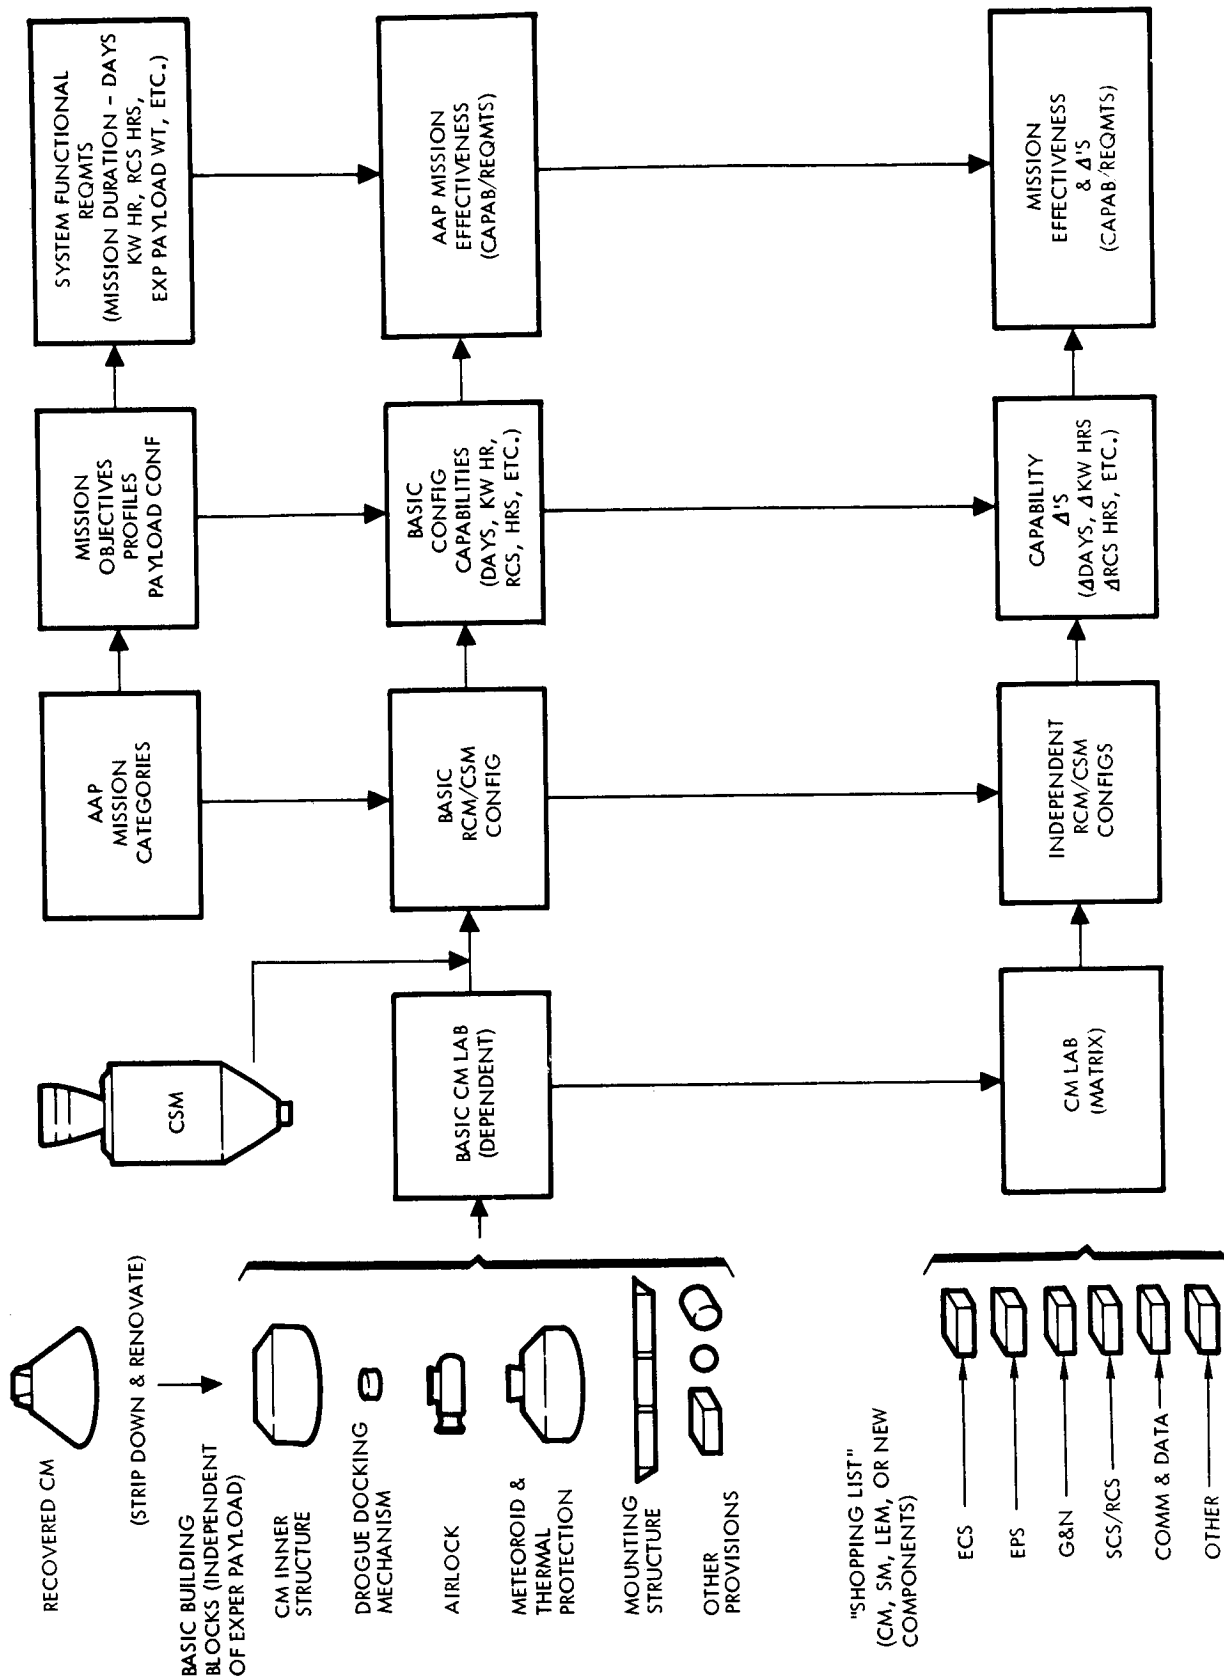 RECOVERED CM
(STRIP DOWN & RENOVATE)
BASIC BUILDING
BLOCKS (INDEPENDENT
OF EXPER PAYLOAD)
CM INNER
STRUCTURE
DROGUE DOCKING
MECHANISM
AIRLOCK
METEOROID &
THERMAL
PROTECTION
MOUNTING
STRUCTURE
OTHER
PROVISIONS
"SHOPPING LIST"
(CM, SM, LEM, OR NEW
COMPONENTS)
ECS
EPS
G&N
SCS/RCS
COMM & DATA
OTHER
CSM
BASIC CM LAB
(DEPENDENT)
CM LAB
(MATRIX)
AAP
MISSION
CATEGORIES
BASIC
RCM/CSM
CONFIG
INDEPENDENT
RCM/CSM
CONFIGS
MISSION
OBJECTIVES
PROFILES
PAYLOAD CONF
BASIC
CONFIG
CAPABILITIES
(DAYS, KW HR,
RCS, HRS, ETC.)
CAPABILITY
Δ'S
(ΔDAYS, ΔKW HRS
ΔRCS HRS, ETC.)
SYSTEM FUNCTIONAL
REQMTS
(MISSION DURATION - DAYS
KW HR, RCS HRS,
EXP PAYLOAD WT, ETC.)
AAP MISSION
EFFECTIVENESS
(CAPAB/REQMTS)
MISSION
EFFECTIVENESS
& Δ'S
(CAPAB/REQMTS)